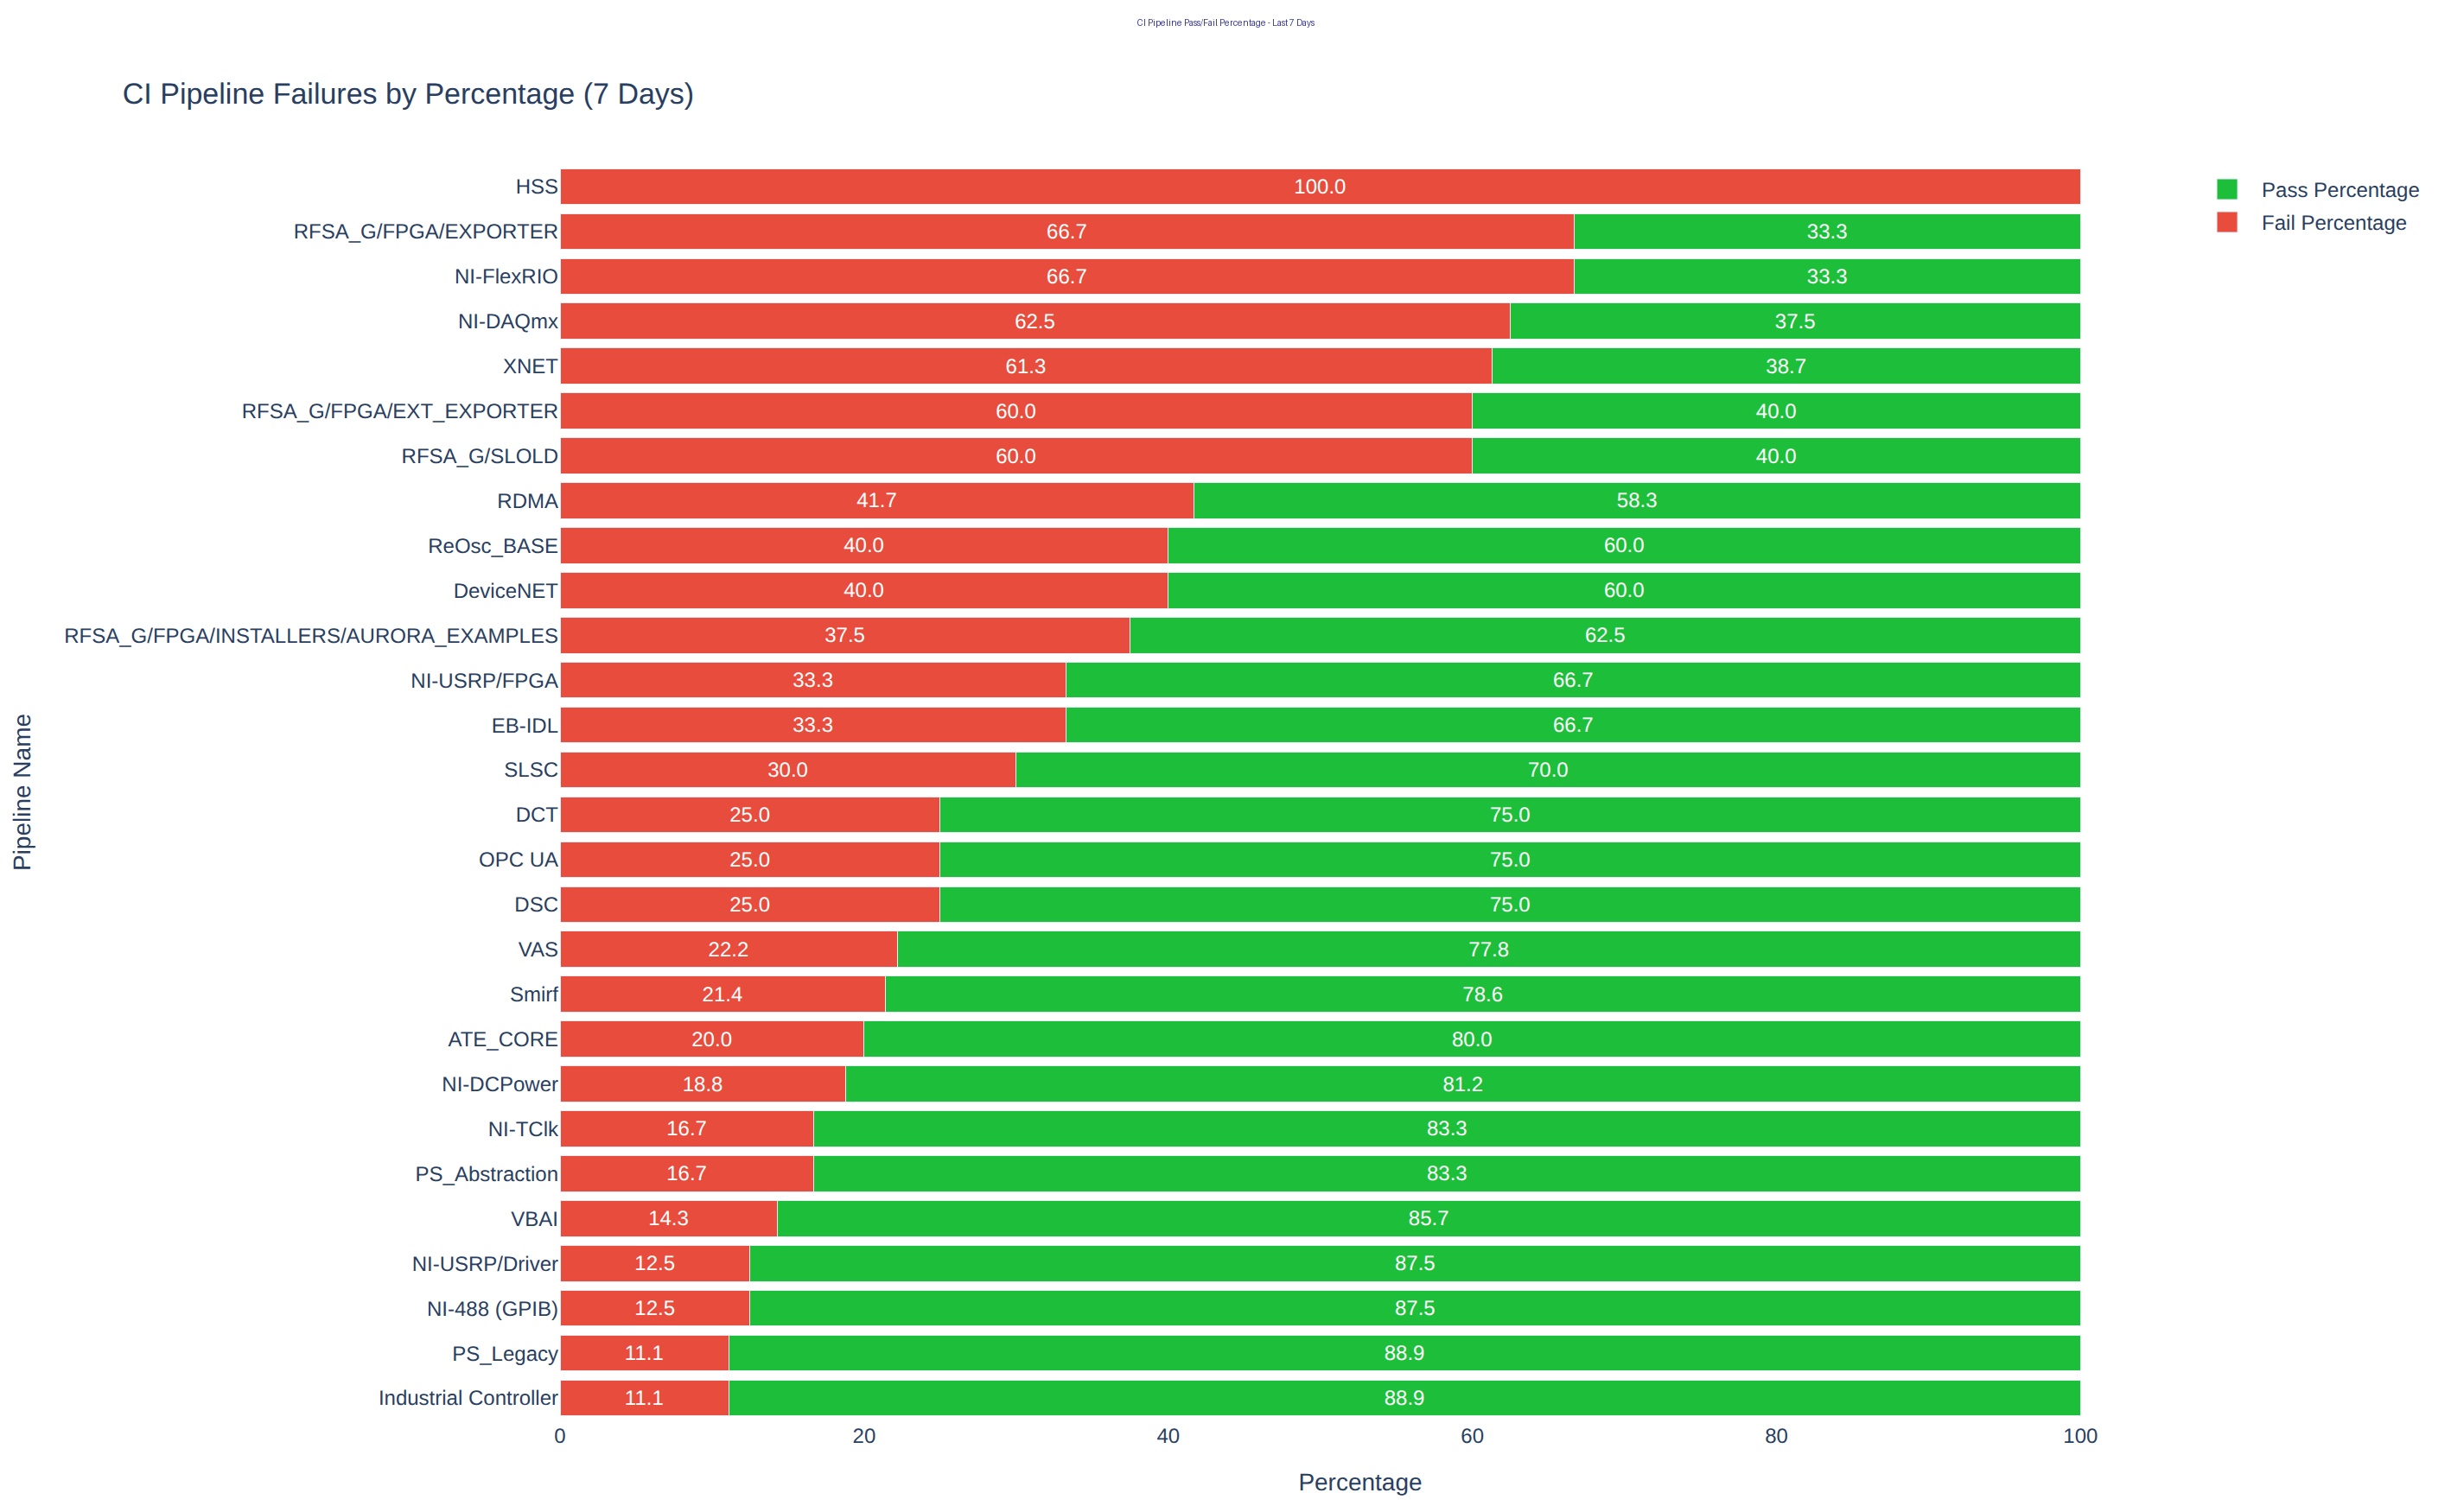 CI Pipeline Pass/Fail Percentage - Last 7 Days
CI Pipeline Failures by Percentage (7 Days)
Pass Percentage
Fail Percentage
Pipeline Name
HSS 100.0
RFSA_G/FPGA/EXPORTER 66.7 33.3
NI-FlexRIO 66.7 33.3
NI-DAQmx 62.5 37.5
XNET 61.3 38.7
RFSA_G/FPGA/EXT_EXPORTER 60.0 40.0
RFSA_G/SLOLD 60.0 40.0
RDMA 41.7 58.3
ReOsc_BASE 40.0 60.0
DeviceNET 40.0 60.0
RFSA_G/FPGA/INSTALLERS/AURORA_EXAMPLES 37.5 62.5
NI-USRP/FPGA 33.3 66.7
EB-IDL 33.3 66.7
SLSC 30.0 70.0
DCT 25.0 75.0
OPC UA 25.0 75.0
DSC 25.0 75.0
VAS 22.2 77.8
Smirf 21.4 78.6
ATE_CORE 20.0 80.0
NI-DCPower 18.8 81.2
NI-TClk 16.7 83.3
PS_Abstraction 16.7 83.3
VBAI 14.3 85.7
NI-USRP/Driver 12.5 87.5
NI-488 (GPIB) 12.5 87.5
PS_Legacy 11.1 88.9
Industrial Controller 11.1 88.9
0 20 40 60 80 100
Percentage